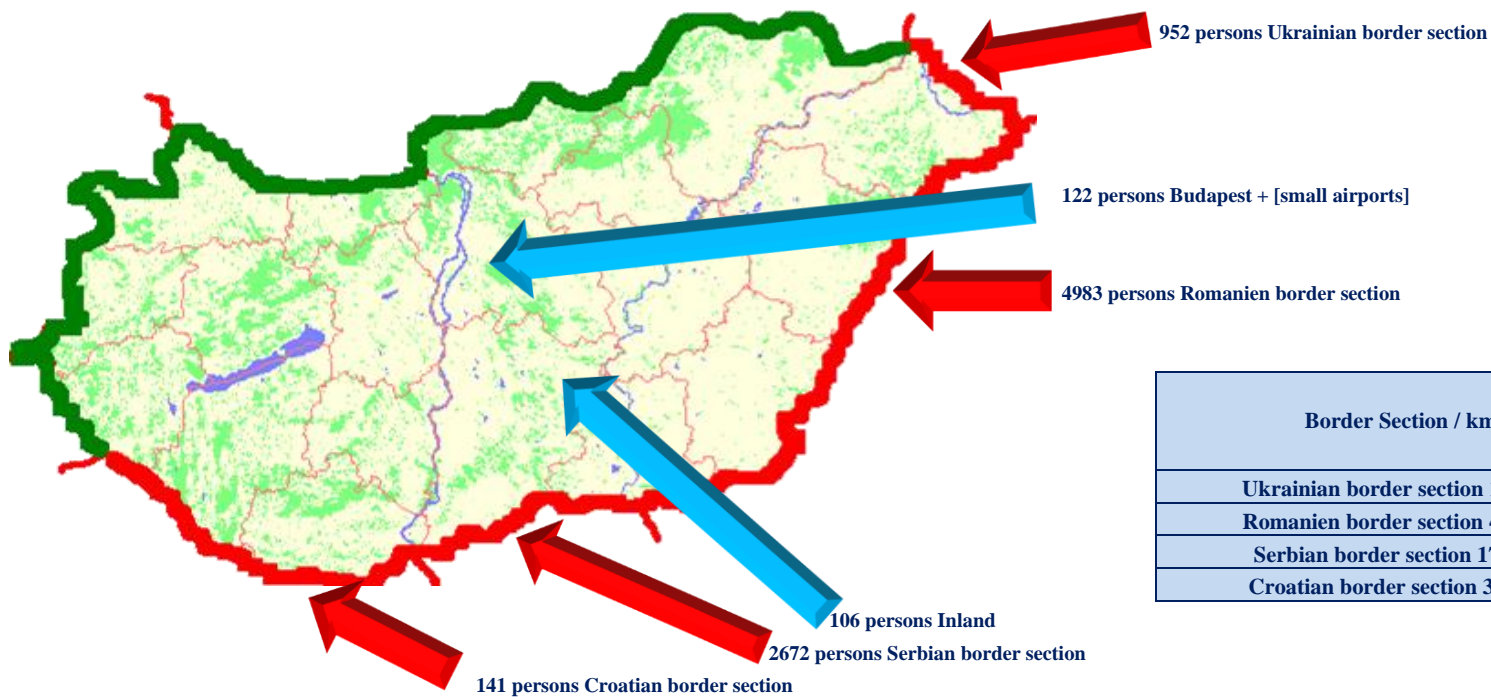 952 persons Ukrainian border section
122 persons Budapest + [small airports]
4983 persons Romanien border section
Border Section / km
Ukrainian border section
Romanien border section
Serbian border section
Croatian border section
106 persons Inland
2672 persons Serbian border section
141 persons Croatian border section